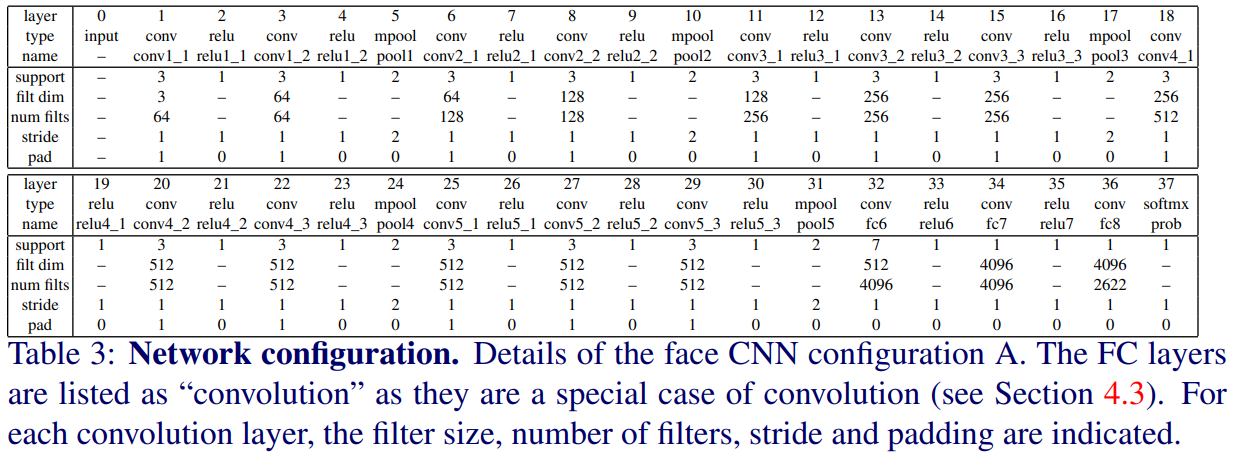 layer 0 1 2 3 4 5 6 7 8 9 10 11 12 13 14 15 16 17 18
type input conv relu conv relu mpool conv relu conv relu mpool conv relu conv relu conv relu mpool conv
name – conv1_1 relu1_1 conv1_2 relu1_2 pool1 conv2_1 relu2_1 conv2_2 relu2_2 pool2 conv3_1 relu3_1 conv3_2 relu3_2 conv3_3 relu3_3 pool3 conv4_1
support – 3 1 3 1 2 3 1 3 1 2 3 1 3 1 3 1 2 3
filt dim – 3 – 64 – – 64 – 128 – – 128 – 256 – 256 – – 256
num filts – 64 – 64 – – 128 – 128 – – 256 – 256 – 256 – – 512
stride – 1 1 1 1 2 1 1 1 1 2 1 1 1 1 1 1 2 1
pad – 1 0 1 0 0 1 0 1 0 0 1 0 1 0 1 0 0 1
layer 19 20 21 22 23 24 25 26 27 28 29 30 31 32 33 34 35 36 37
type relu conv relu conv relu mpool conv relu conv relu conv relu mpool conv relu conv relu conv softmx
name relu4_1 conv4_2 relu4_2 conv4_3 relu4_3 pool4 conv5_1 relu5_1 conv5_2 relu5_2 conv5_3 relu5_3 pool5 fc6 relu6 fc7 relu7 fc8 prob
support 1 3 1 3 1 2 3 1 3 1 3 1 2 7 1 1 1 1 1
filt dim – 512 – 512 – – 512 – 512 – 512 – – 512 – 4096 – 4096 –
num filts – 512 – 512 – – 512 – 512 – 512 – – 4096 – 4096 – 2622 –
stride 1 1 1 1 1 2 1 1 1 1 1 1 2 1 1 1 1 1 1
pad 0 1 0 1 0 0 1 0 1 0 1 0 0 0 0 0 0 0 0
Table 3: Network configuration. Details of the face CNN configuration A. The FC layers
are listed as “convolution” as they are a special case of convolution (see Section 4.3). For
each convolution layer, the filter size, number of filters, stride and padding are indicated.